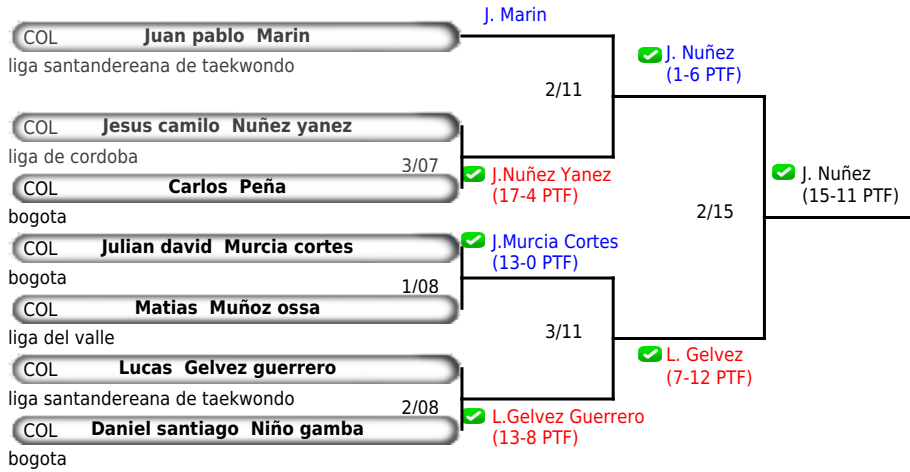 J. Marin
COL Juan pablo Marin
liga santandereana de taekwondo
J. Nuñez
(1-6 PTF)
2/11
COL Jesus camilo Nuñez yanez
liga de cordoba
3/07
COL Carlos Peña
bogota
J.Nuñez Yanez
(17-4 PTF)
J. Nuñez
(15-11 PTF)
2/15
COL Julian david Murcia cortes
bogota
J.Murcia Cortes
(13-0 PTF)
1/08
COL Matias Muñoz ossa
liga del valle
3/11
COL Lucas Gelvez guerrero
liga santandereana de taekwondo
L. Gelvez
(7-12 PTF)
2/08
COL Daniel santiago Niño gamba
bogota
L.Gelvez Guerrero
(13-8 PTF)